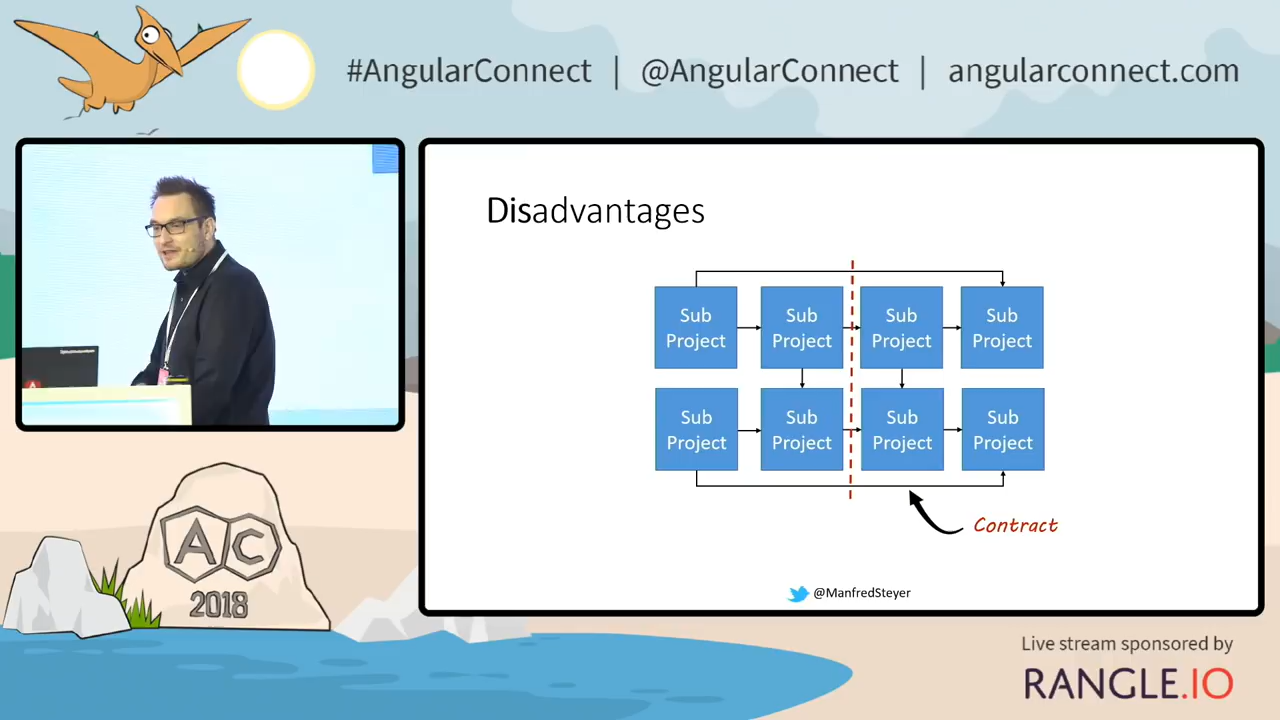 #AngularConnect | @AngularConnect | angularconnect.com
Disadvantages
Sub Project
Sub Project
Sub Project
Sub Project
Sub Project
Sub Project
Sub Project
Sub Project
Contract
@ManfredSteyer
AC
2018
Live stream sponsored by
RANGLE.IO